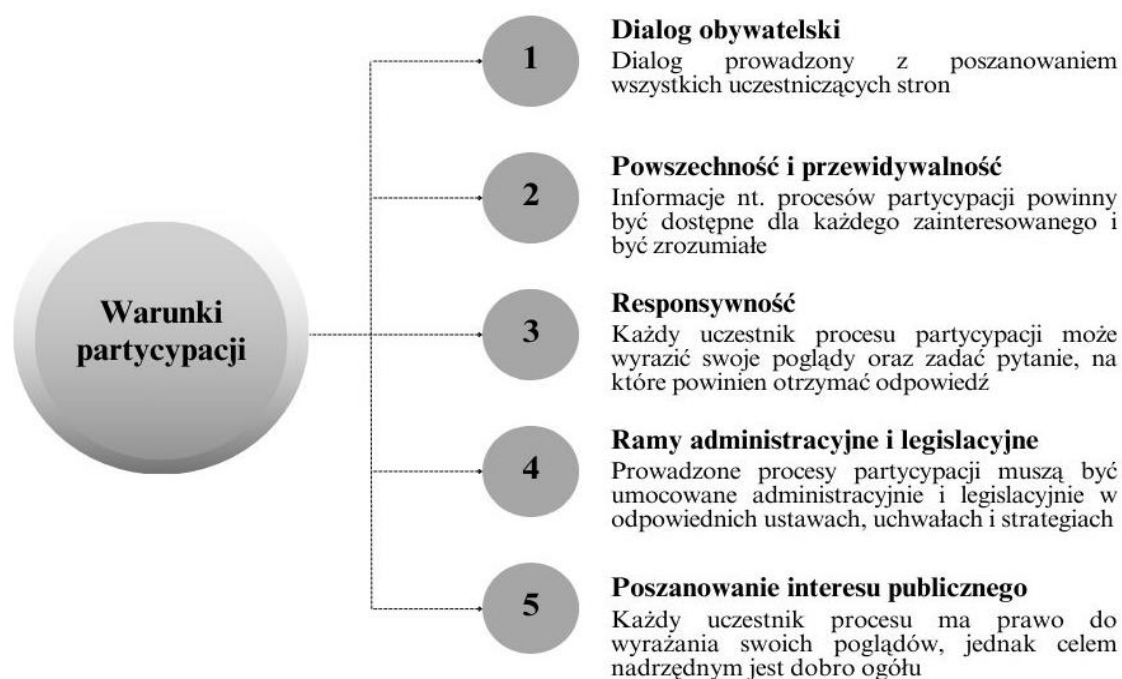 Warunki
partycypacji
1
Dialog obywatelski
Dialog prowadzony z poszanowaniem
wszystkich uczestniczących stron
2
Powszechność i przewidywalność
Informacje nt. procesów partycypacji powinny
być dostępne dla każdego zainteresowanego i
być zrozumiałe
3
Responsywność
Każdy uczestnik procesu partycypacji może
wyrazić swoje poglądy oraz zadać pytanie, na
które powinien otrzymać odpowiedź
4
Ramy administracyjne i legislacyjne
Prowadzone procesy partycypacji muszą być
umocowane administracyjnie i legislacyjnie w
odpowiednich ustawach, uchwałach i strategiach
5
Poszanowanie interesu publicznego
Każdy uczestnik procesu ma prawo do
wyrażania swoich poglądów, jednak celem
nadrzędnym jest dobro ogółu